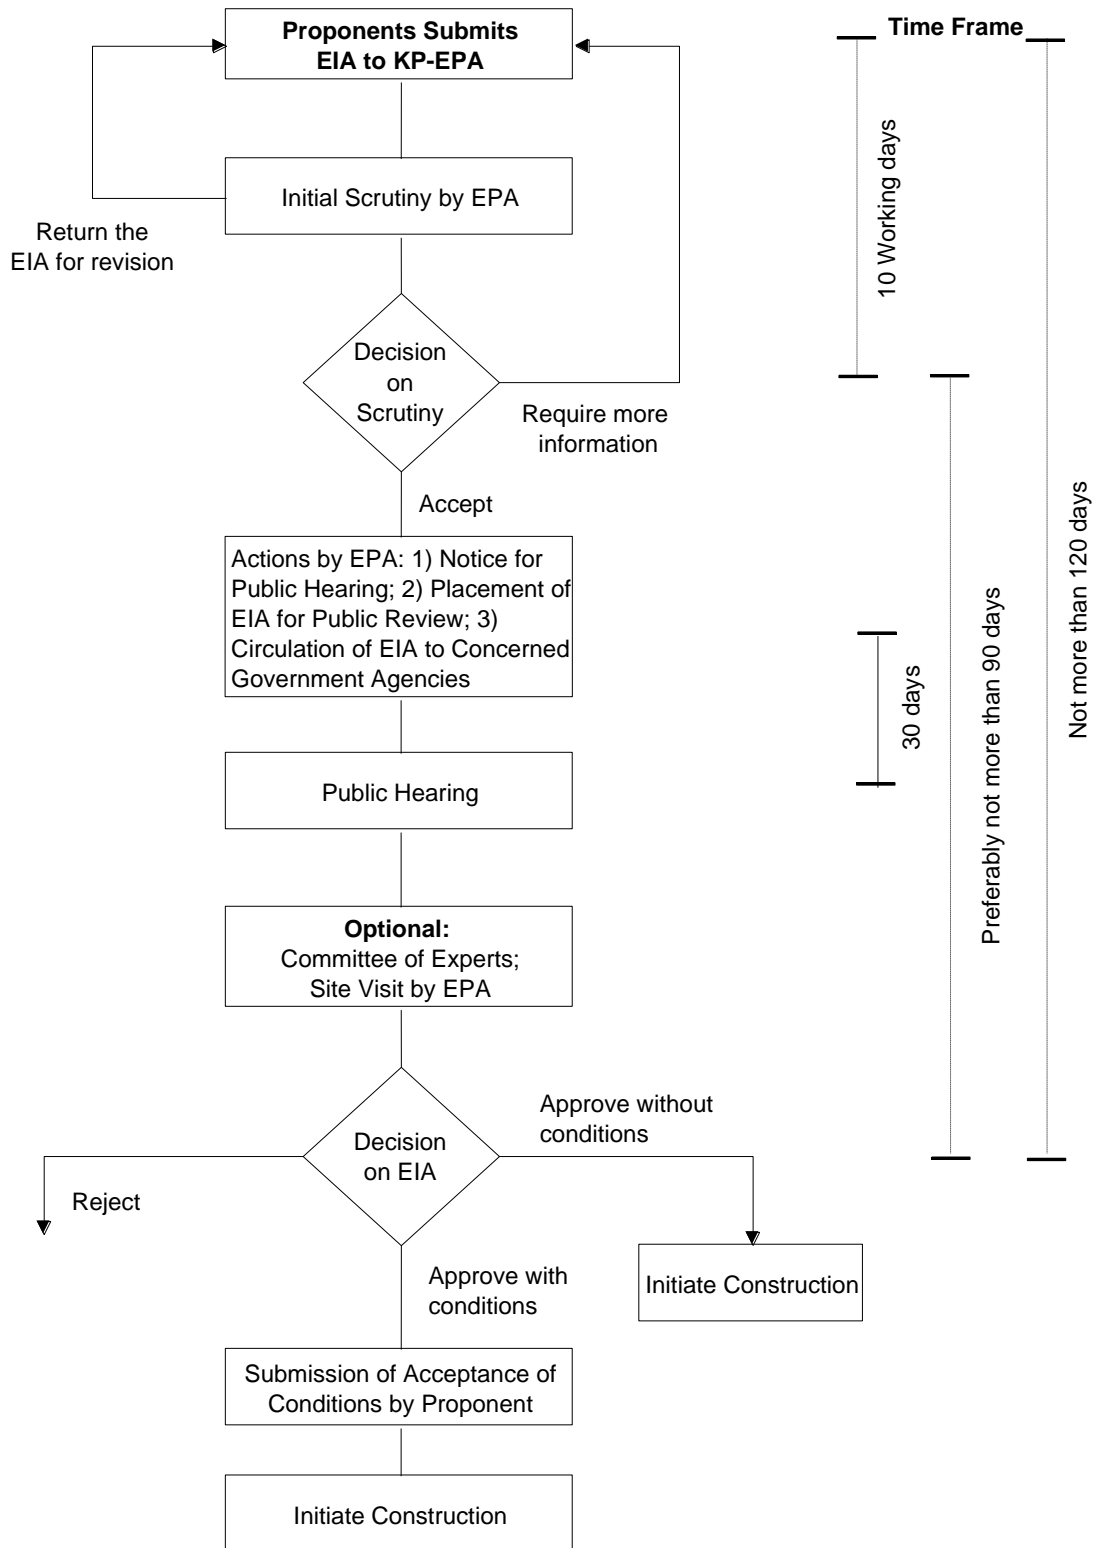 Proponents Submits
EIA to KP-EPA
Time Frame
Initial Scrutiny by EPA
Return the
EIA for revision
10 Working days
Decision
on
Scrutiny
Require more
information
Accept
Actions by EPA: 1) Notice for
Public Hearing; 2) Placement of
EIA for Public Review; 3)
Circulation of EIA to Concerned
Government Agencies
30 days
Preferably not more than 90 days
Not more than 120 days
Public Hearing
Optional:
Committee of Experts;
Site Visit by EPA
Decision
on EIA
Approve without
conditions
Reject
Initiate Construction
Approve with
conditions
Submission of Acceptance of
Conditions by Proponent
Initiate Construction